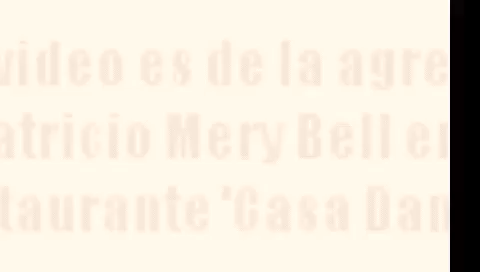 video es de la agre
atricio Mery Bell en
taurante 'Casa Dan